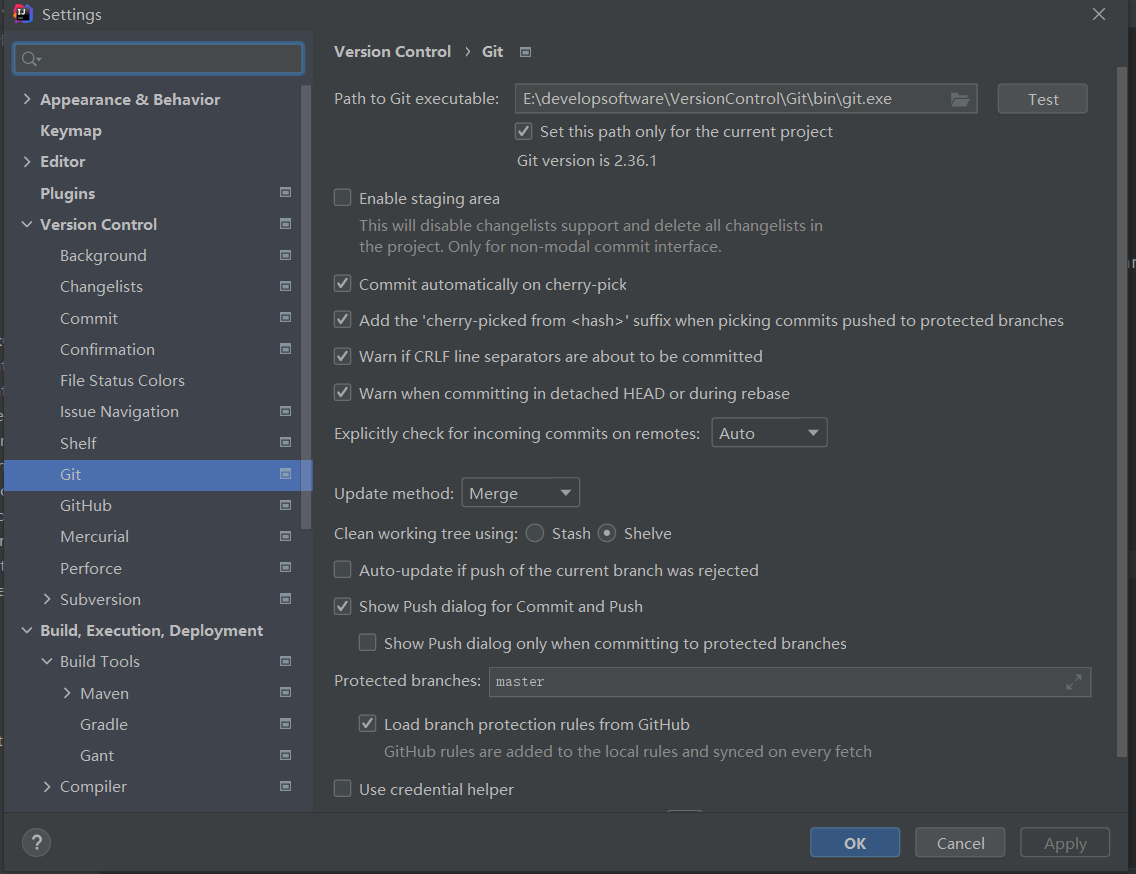 Settings
Appearance & Behavior
Keymap
Editor
Plugins
Version Control
Background
Changelists
Commit
Confirmation
File Status Colors
Issue Navigation
Shelf
Git
GitHub
Mercurial
Perforce
Subversion
Build, Execution, Deployment
Build Tools
Maven
Gradle
Gant
Compiler
Version Control › Git
Path to Git executable: E:\developsoftware\VersionControl\Git\bin\git.exe Test
Set this path only for the current project
Git version is 2.36.1
Enable staging area
This will disable changelists support and delete all changelists in
the project. Only for non-modal commit interface.
Commit automatically on cherry-pick
Add the 'cherry-picked from <hash>' suffix when picking commits pushed to protected branches
Warn if CRLF line separators are about to be committed
Warn when committing in detached HEAD or during rebase
Explicitly check for incoming commits on remotes: Auto
Update method: Merge
Clean working tree using: Stash Shelve
Auto-update if push of the current branch was rejected
Show Push dialog for Commit and Push
Show Push dialog only when committing to protected branches
Protected branches: master
Load branch protection rules from GitHub
GitHub rules are added to the local rules and synced on every fetch
Use credential helper
? OK Cancel Apply